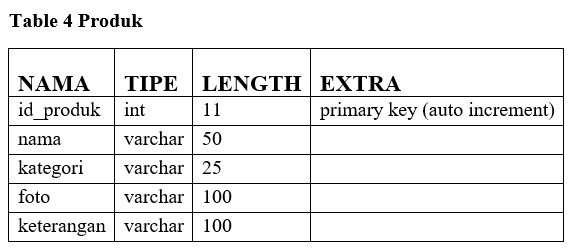 Table 4 Produk
NAMA TIPE LENGTH EXTRA
id_produk int 11 primary key (auto increment)
nama varchar 50
kategori varchar 25
foto varchar 100
keterangan varchar 100